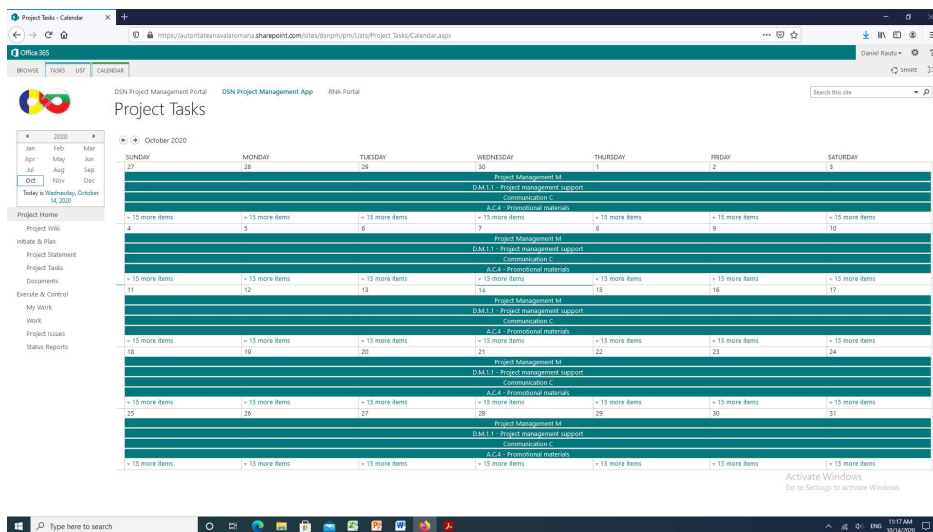 Project Tasks - Calendar
https://autoritateanavalaromana.sharepoint.com/sites/dsnpm/pm/Lists/Project Tasks/Calendar.aspx
Office 365
Daniel Rautu
BROWSE TASKS LIST CALENDAR
SHARE
DSN Project Management Portal DSN Project Management App RNA Portal
Search this site
Project Tasks
2020
Jan Feb Mar
Apr May Jun
Jul Aug Sep
Oct Nov Dec
Today is Wednesday, October
14, 2020
Project Home
Project Wiki
Initiate & Plan
Project Statement
Project Tasks
Documents
Execute & Control
My Work
Work
Project Issues
Status Reports
October 2020
SUNDAY MONDAY TUESDAY WEDNESDAY THURSDAY FRIDAY SATURDAY
27 28 29 30 1 2 3
Project Management M
D.M.1.1 - Project management support
Communication C
A.C.4 - Promotional materials
15 more items 15 more items 15 more items 15 more items 15 more items 15 more items 15 more items
4 5 6 7 8 9 10
Project Management M
D.M.1.1 - Project management support
Communication C
A.C.4 - Promotional materials
15 more items 15 more items 15 more items 15 more items 15 more items 15 more items 15 more items
11 12 13 14 15 16 17
Project Management M
D.M.1.1 - Project management support
Communication C
A.C.4 - Promotional materials
15 more items 15 more items 15 more items 15 more items 15 more items 15 more items 15 more items
18 19 20 21 22 23 24
Project Management M
D.M.1.1 - Project management support
Communication C
A.C.4 - Promotional materials
15 more items 15 more items 15 more items 15 more items 15 more items 15 more items 15 more items
25 26 27 28 29 30 31
Project Management M
D.M.1.1 - Project management support
Communication C
A.C.4 - Promotional materials
15 more items 15 more items 15 more items 15 more items 15 more items 15 more items 15 more items
Activate Windows
Go to Settings to activate Windows.
Type here to search
ENG
11:17 AM
10/14/2020